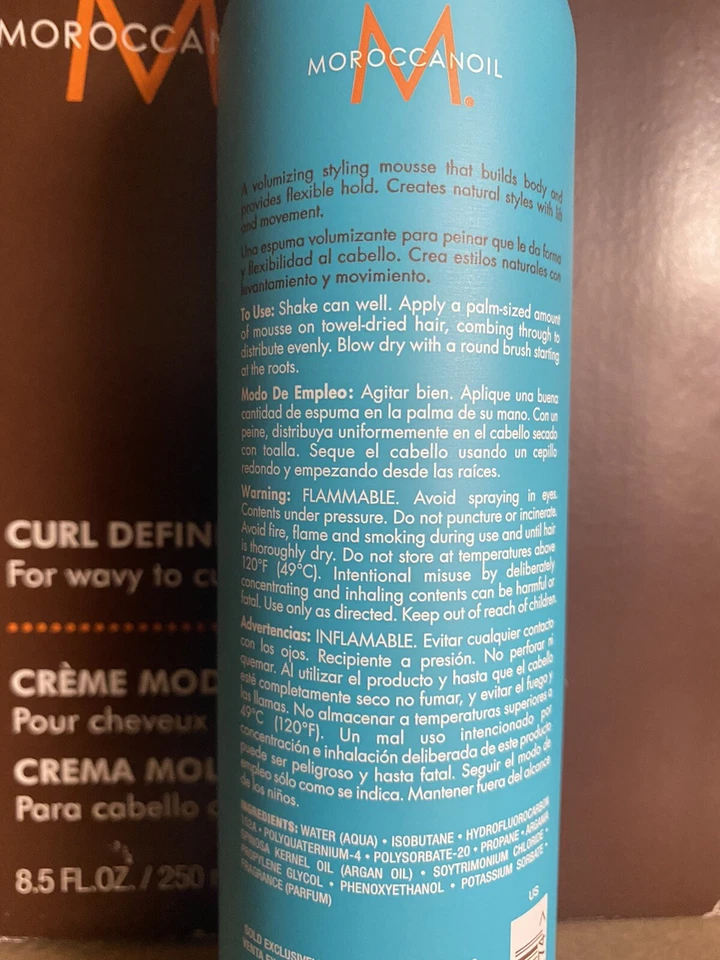 MOROCCAN
M
CURL DEFIN
For wavy to cu
CRÈME MOD
Pour cheveux
CREMA MOL
Para cabello
8.5 FL.OZ. / 250
M.
MOROCCANOIL
A volumizing styling mousse that builds body and
provides flexible hold. Creates natural styles with lift
and movement.
Una espuma volumizante para peinar que le da forma
y flexibilidad al cabello. Crea estilos naturales con
levantamiento y movimiento.
To Use: Shake can well. Apply a palm-sized amount
of mousse on towel-dried hair, combing through to
distribute evenly. Blow dry with a round brush starting
at the roots.
Modo De Empleo: Agitar bien. Aplique una buena
cantidad de espuma en la palma de su mano. Con un
peine, distribuya uniformemente en el cabello secado
con toalla. Seque el cabello usando un cepillo
redondo y empezando desde las raíces.
Warning: FLAMMABLE. Avoid spraying in eyes.
Contents under pressure. Do not puncture or incinerate.
Avoid fire, flame and smoking during use and until hair
is thoroughly dry. Do not store at temperatures above
120°F (49°C). Intentional misuse by deliberately
concentrating and inhaling contents can be harmful or
fatal. Use only as directed. Keep out of reach of children.
Advertencias: INFLAMABLE. Evitar cualquier contacto
con los ojos. Recipiente a presión. No perforar ni
quemar. Al utilizar el producto y hasta que el cabello
esté completamente seco no fumar, y evitar el fuego y
las llamas. No almacenar a temperaturas superiores a
49°C (120°F). Un mal uso intencionado por
concentración e inhalación deliberada de este producto
puede ser peligroso y hasta fatal. Seguir el modo de
empleo sólo como se indica. Mantener fuera del alcance
de los niños.
INGREDIENTS: WATER (AQUA) • ISOBUTANE • HYDROFLUOROCARBON
152A • POLYQUATERNIUM-4 • POLYSORBATE-20 • PROPANE • ARGANIA
SPINOSA KERNEL OIL (ARGAN OIL) • SOYTRIMONIUM CHLORIDE •
PROPYLENE GLYCOL • PHENOXYETHANOL • POTASSIUM SORBATE •
FRAGRANCE (PARFUM)
US
SOLD EXCLUSIVE
VENTA